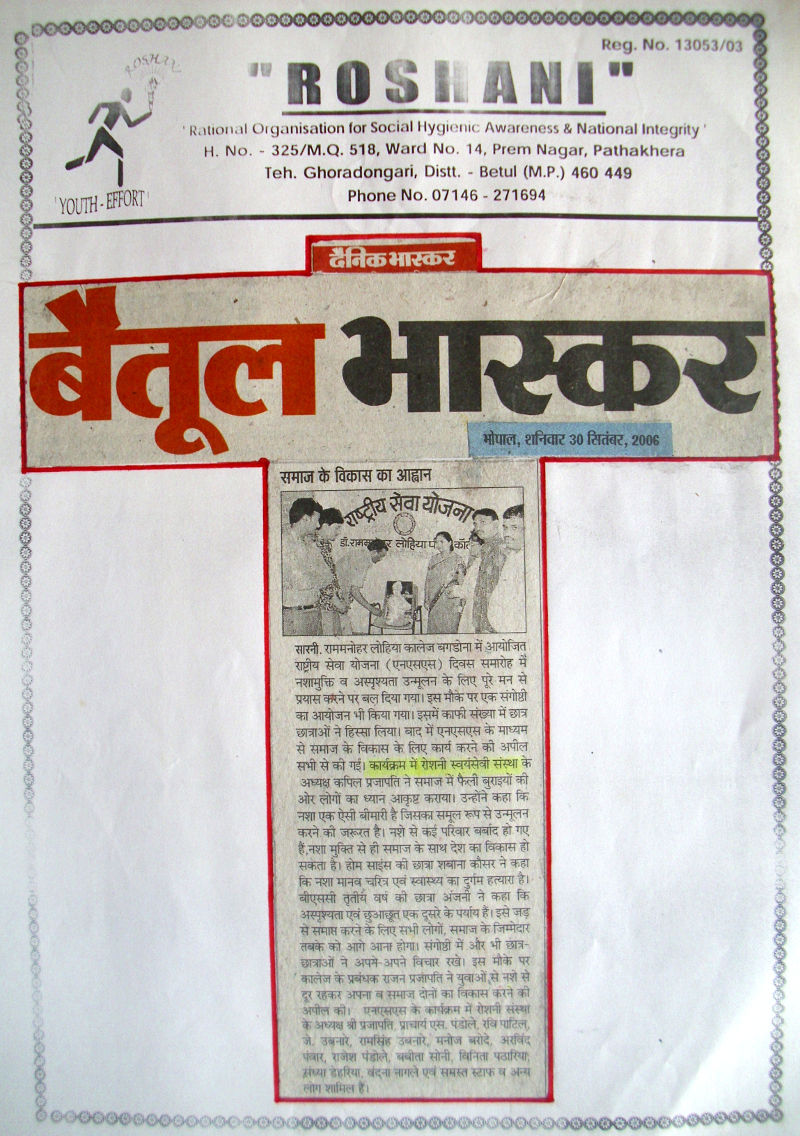 Reg. No. 13053/03
ROSHAN
"ROSHANI"
'Rational Organisation for Social Hygienic Awareness & National Integrity'
H. No. - 325/M.Q. 518, Ward No. 14, Prem Nagar, Pathakhera
Teh. Ghoradongari, Distt. - Betul (M.P.) 460 449
Phone No. 07146 - 271694
'YOUTH - EFFORT'
दैनिक भास्कर
बैतूल भास्कर
भोपाल, शनिवार 30 सितंबर, 2006
समाज के विकास का आह्वान
राष्ट्रीय सेवा योजना
डॉ. लोहिया
सारनी. राममनोहर लोहिया कालेज बगडोना में आयोजित
राष्ट्रीय सेवा योजना (एनएसएस) दिवस समारोह में
नशामुक्ति व अस्पृश्यता उन्मूलन के लिए पूरे मन से
प्रयास करने पर बल दिया गया। इस मौके पर एक संगोष्ठी
का आयोजन भी किया गया। इसमें काफी संख्या में छात्र
छात्राओं ने हिस्सा लिया। बाद में एनएसएस के माध्यम
से समाज के विकास के लिए कार्य करने की अपील
सभी से की गई। कार्यक्रम में रोशनी स्वयंसेवी संस्था के
अध्यक्ष कपिल प्रजापति ने समाज में फैली बुराइयों की
ओर लोगों का ध्यान आकृष्ट कराया। उन्होंने कहा कि
नशा एक ऐसी बीमारी है जिसका समूल रूप से उन्मूलन
करने की जरूरत है। नशे से कई परिवार बर्बाद हो गए
हैं,नशा मुक्ति से ही समाज के साथ देश का विकास हो
सकता है। होम साइंस की छात्रा शबाना कौसर ने कहा
कि नशा मानव चरित्र एवं स्वास्थ्य का दुर्गम हत्यारा है।
बीएससी तृतीय वर्ष की छात्रा अंजनी ने कहा कि
अस्पृश्यता एवं छुआछूत एक दूसरे के पर्याय हैं। इसे जड़
से समाप्त करने के लिए सभी लोगों, समाज के जिम्मेदार
तबके को आगे आना होगा। संगोष्ठी में और भी छात्र-
छात्राओं ने अपने-अपने विचार रखे। इस मौके पर
कालेज के प्रबंधक राजन प्रजापति ने युवाओं,से नशे से
दूर रहकर अपना व समाज दोनों का विकास करने की
अपील की। एनएसएस के कार्यक्रम में रोशनी संस्था
के अध्यक्ष श्री प्रजापति, प्राचार्य एस. पंडोले, रवि पाटिल,
जे. उबनारे, रामसिंह उबनारे, मनोज बरोदे, अरविंद
पंवार, राजेश पंडोले, बबीता सोनी, विनिता पठारिया,
संध्या डेहरिया, वंदना नागले एवं समस्त स्टाफ व अन्य
लोग शामिल हैं।